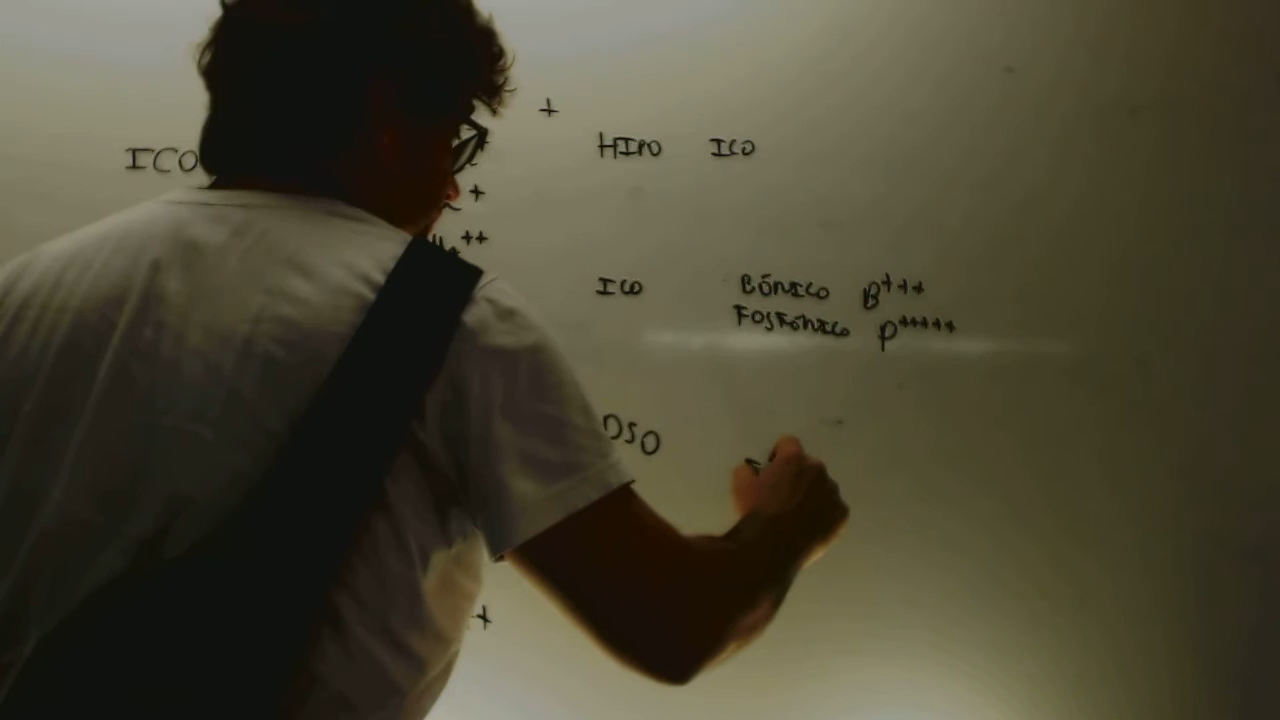 +
ICO HIPO ICO
+
++
ICO BÓRICO B+++
FOSFÓRICO P+++++
OSO
+